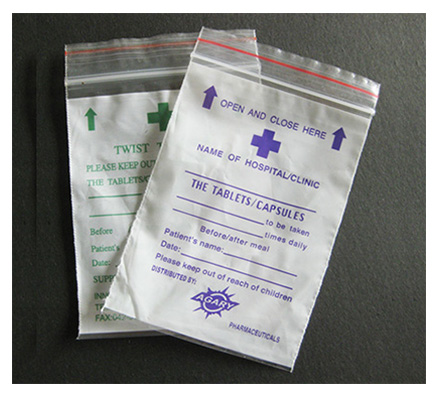 OPEN AND CLOSE HERE
NAME OF HOSPITAL/CLINIC
THE TABLETS/CAPSULES
to be taken
times daily
Before/after meal
Patient's name:
Date:
Please keep out of reach of children
DISTRIBUTED BY:
AGARY
PHARMACEUTICALS
TWIST
PLEASE KEEP OUT
THE TABLETS/
Before
Patient's
Date: